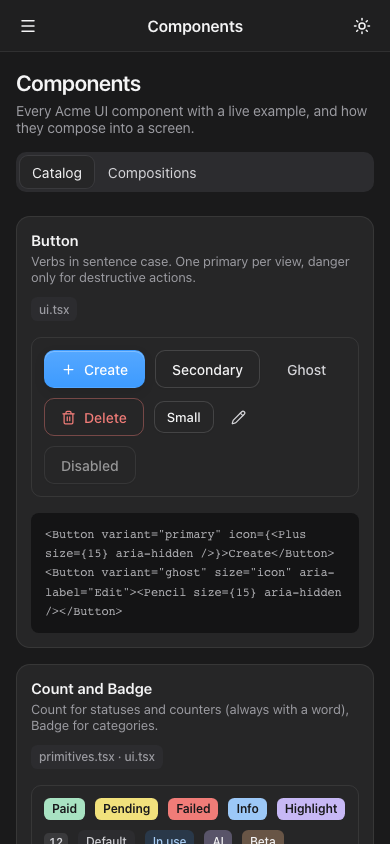 Components
Components
Every Acme UI component with a live example, and how
they compose into a screen.
Catalog Compositions
Button
Verbs in sentence case. One primary per view, danger
only for destructive actions.
ui.tsx
Create Secondary Ghost
Delete Small
Disabled
<Button variant="primary" icon={<Plus
size={15} aria-hidden />}>Create</Button>
<Button variant="ghost" size="icon" aria-
label="Edit"><Pencil size={15} aria-hidden
/></Button>
Count and Badge
Count for statuses and counters (always with a word),
Badge for categories.
primitives.tsx · ui.tsx
Paid Pending Failed Info Highlight
12 Default In use AI Beta